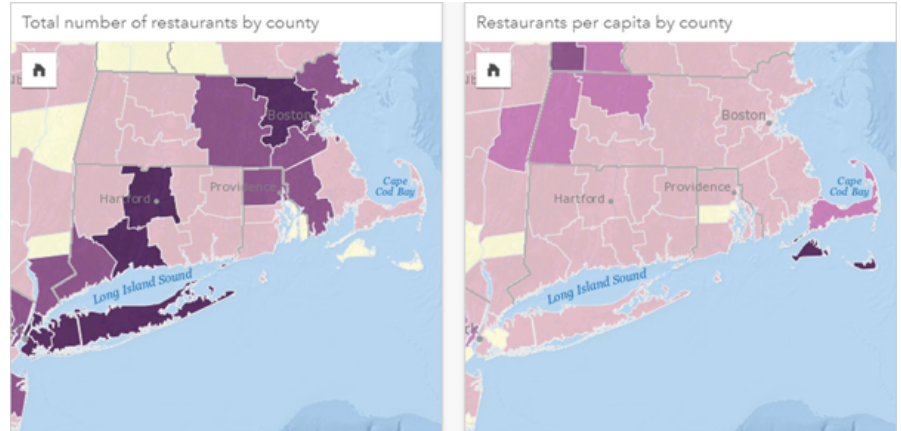 Total number of restaurants by county
Boston
Hartford
Providence
Cape
Cod Bay
Long Island Sound
Restaurants per capita by county
Boston
Hartford
Providence
Cape
Cod Bay
Long Island Sound